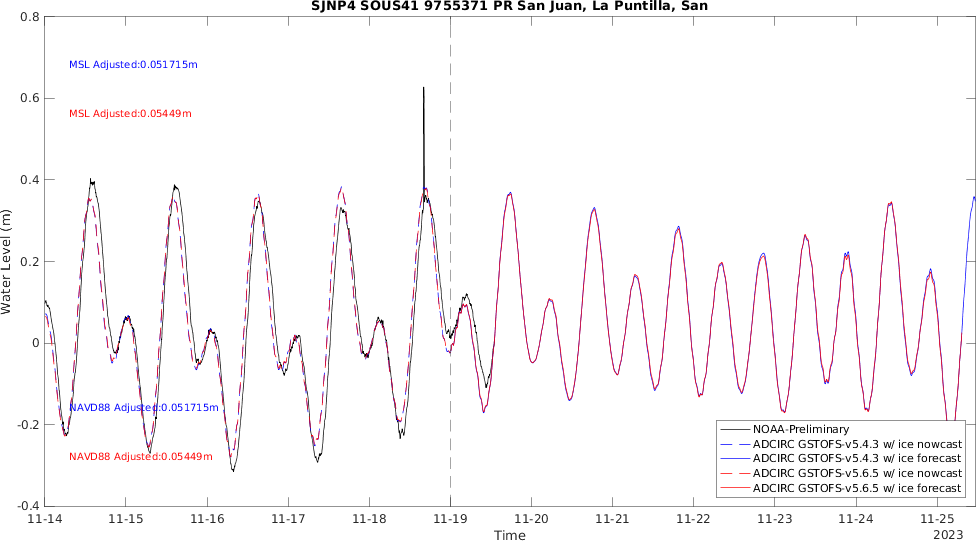 SJNP4 SOUS41 9755371 PR San Juan, La Puntilla, San
0.8
0.6
0.4
0.2
0
-0.2
-0.4
Water Level (m)
MSL Adjusted:0.051715m
MSL Adjusted:0.05449m
NAVD88 Adjusted:0.051715m
NAVD88 Adjusted:0.05449m
NOAA-Preliminary
ADCIRC GSTOFS-v5.4.3 w/ ice nowcast
ADCIRC GSTOFS-v5.4.3 w/ ice forecast
ADCIRC GSTOFS-v5.6.5 w/ ice nowcast
ADCIRC GSTOFS-v5.6.5 w/ ice forecast
11-14 11-15 11-16 11-17 11-18 11-19 11-20 11-21 11-22 11-23 11-24 11-25
Time
2023